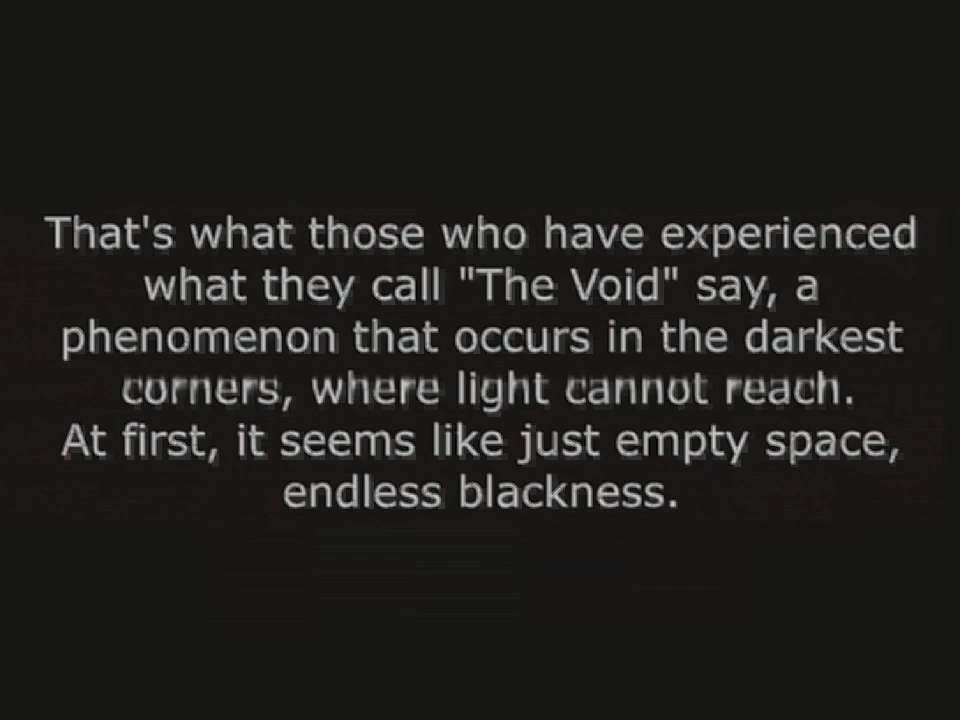 That's what those who have experienced
what they call "The Void" say, a
phenomenon that occurs in the darkest
corners, where light cannot reach.
At first, it seems like just empty space,
endless blackness.